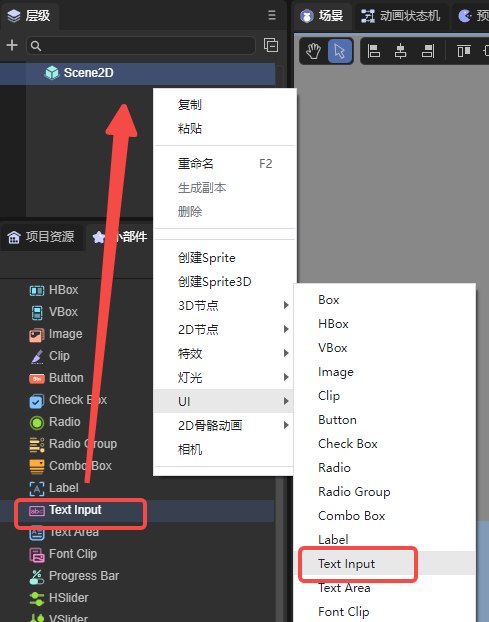 层级
场景
动画状态机
预
Scene2D
复制
粘贴
重命名 F2
生成副本
删除
创建Sprite
创建Sprite3D
3D节点
2D节点
特效
灯光
UI
2D骨骼动画
相机
项目资源
小部件
HBox
VBox
Image
Clip
Button
Check Box
Radio
Radio Group
Combo Box
Label
Text Input
Text Area
Font Clip
Progress Bar
HSlider
VSlider
Box
HBox
VBox
Image
Clip
Button
Check Box
Radio
Radio Group
Combo Box
Label
Text Input
Text Area
Font Clip